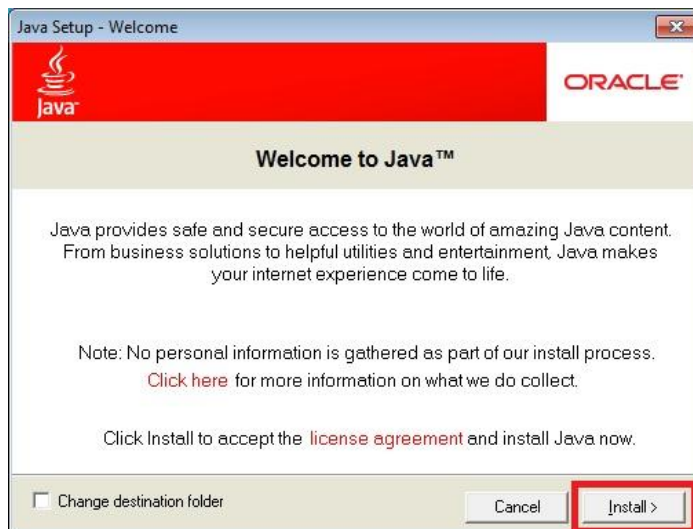 Java Setup - Welcome
Java™
ORACLE®
Welcome to Java™
Java provides safe and secure access to the world of amazing Java content.
From business solutions to helpful utilities and entertainment, Java makes
your internet experience come to life.
Note: No personal information is gathered as part of our install process.
Click here for more information on what we do collect.
Click Install to accept the license agreement and install Java now.
Change destination folder
Cancel
Install >